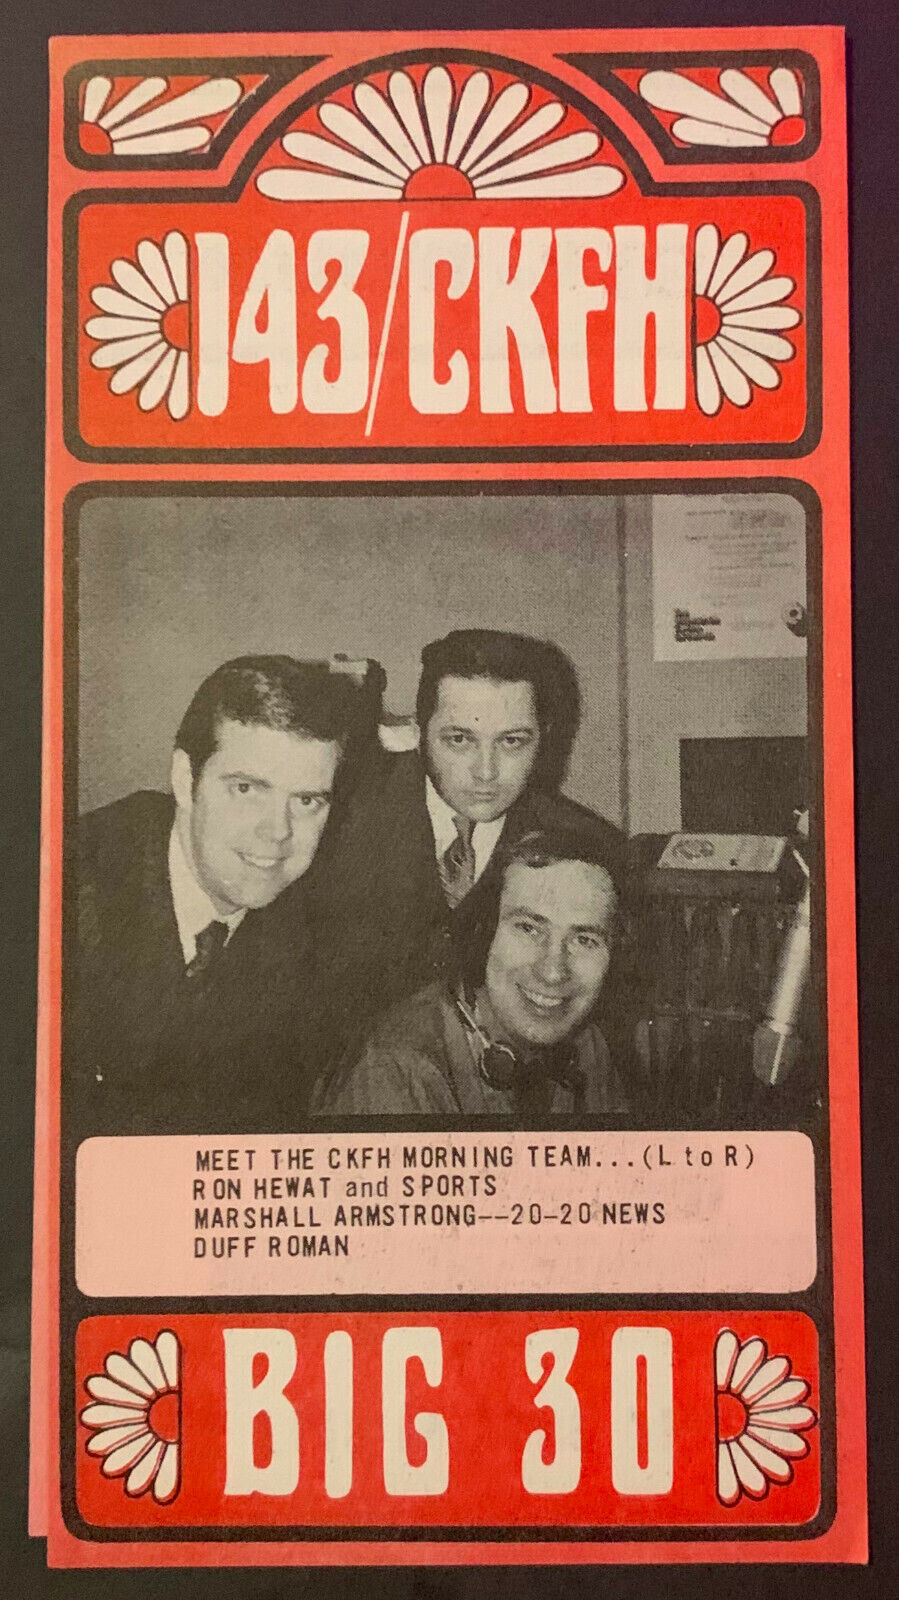 143/CKFH
MEET THE CKFH MORNING TEAM...(L to R)
RON HEWAT and SPORTS
MARSHALL ARMSTRONG--20-20 NEWS
DUFF ROMAN
BIG 30